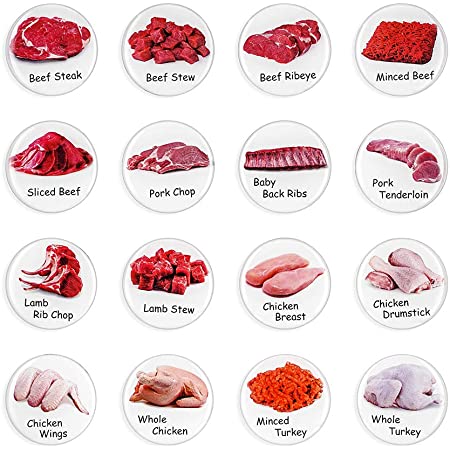 Beef Steak
Beef Stew
Beef Ribeye
Minced Beef
Sliced Beef
Pork Chop
Baby
Back Ribs
Pork
Tenderloin
Lamb
Rib Chop
Lamb Stew
Chicken
Breast
Chicken
Drumstick
Chicken
Wings
Whole
Chicken
Minced
Turkey
Whole
Turkey